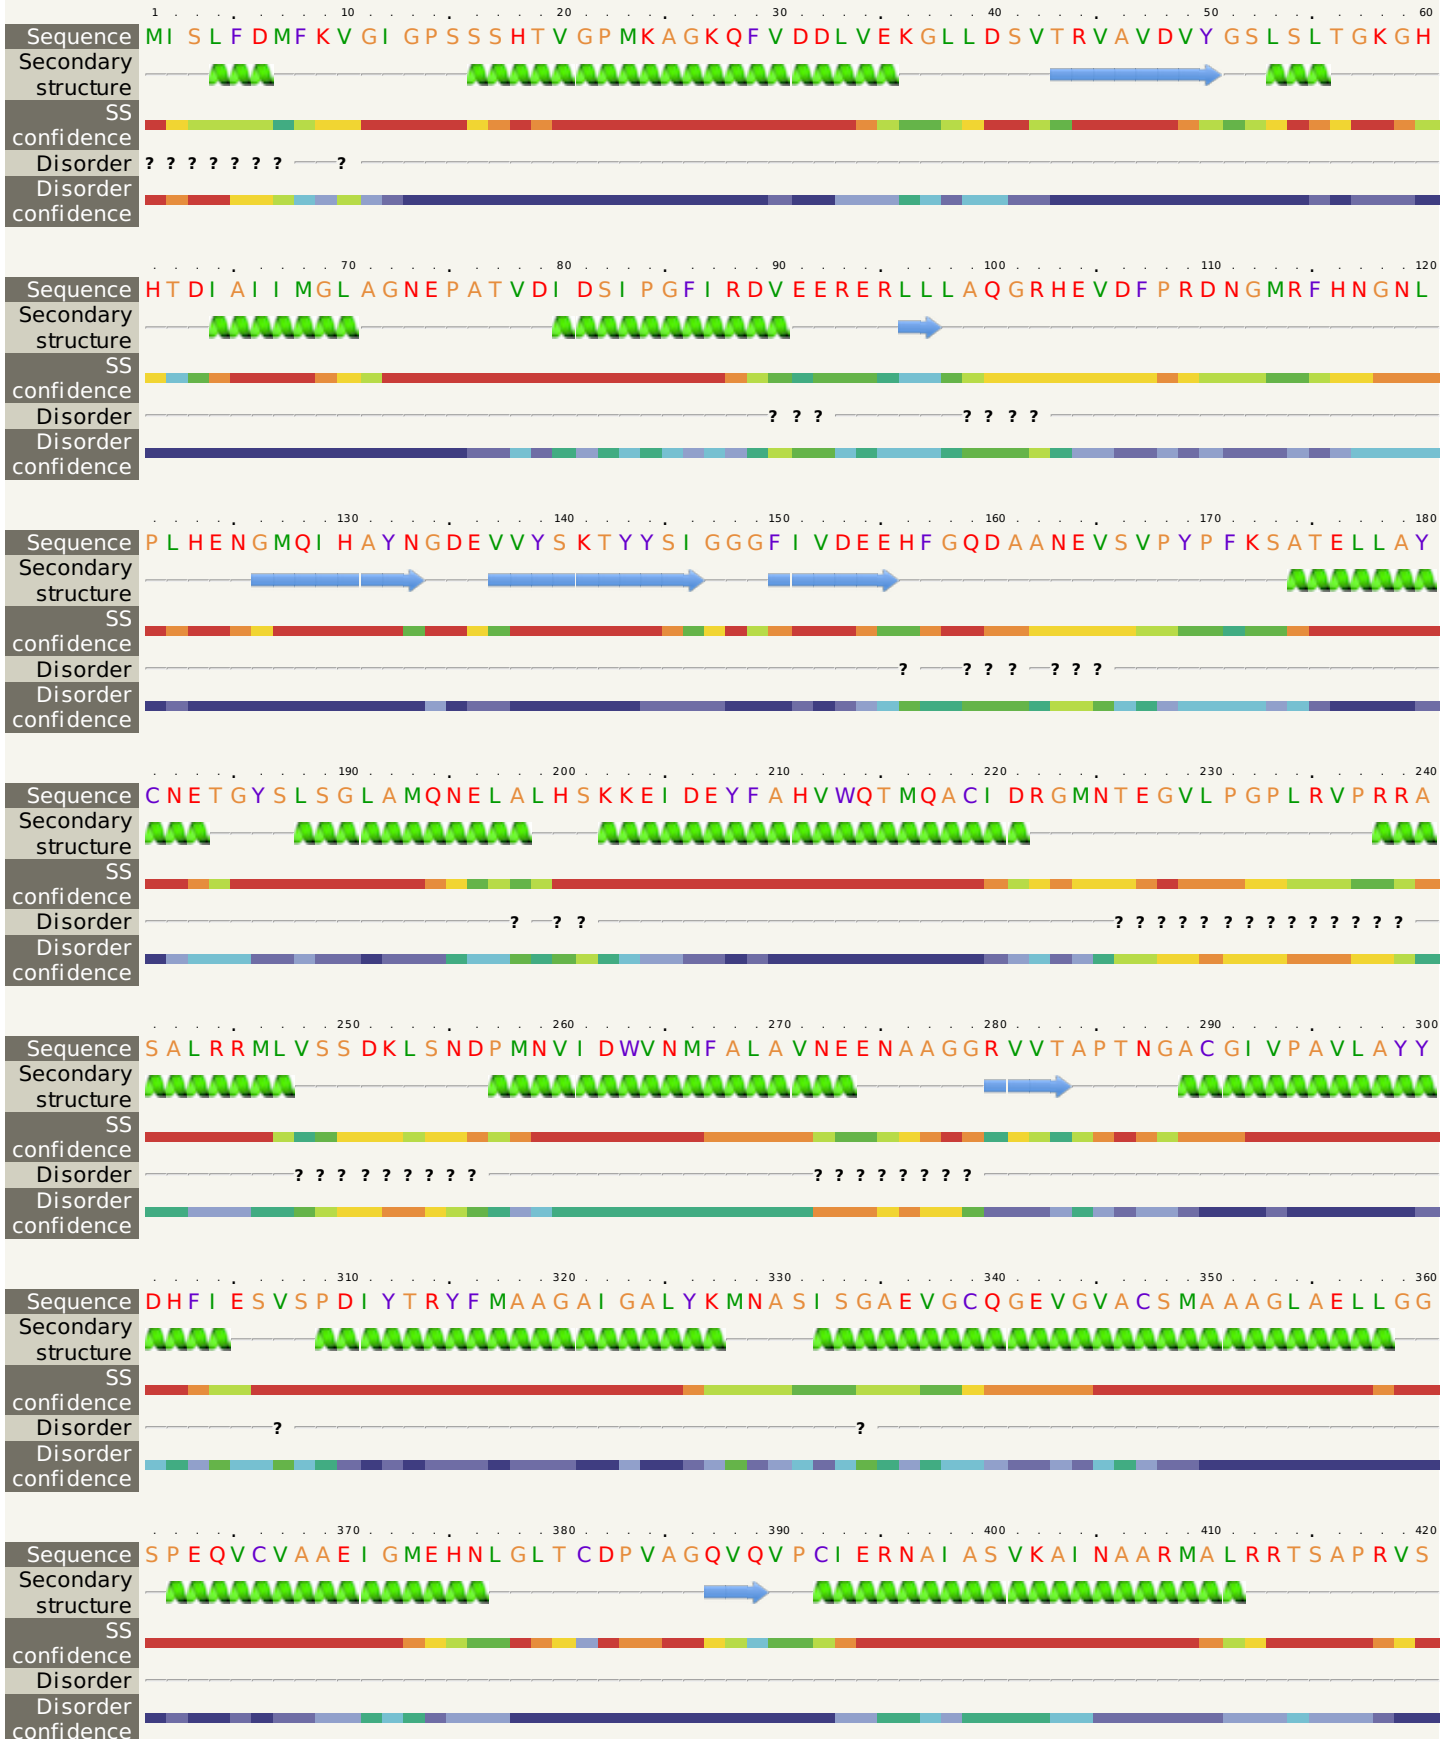 1 10 20 30 40 50 60
Sequence MISLFDMFKVGIGPSSSHTVGPMKAGKQFVDDLVEKGLLDSVTRVAVDVYGSLSLTGKGH
Secondary
structure
SS
confidence
Disorder ? ? ? ? ? ? ? ?
Disorder
confidence
70 80 90 100 110 120
Sequence HTDIAIIMGLAGNEPATVDIDSIPGFIRDVEERERLLLAQGRHEVDFPRDNGMRFHNGNL
Secondary
structure
SS
confidence
Disorder ? ? ? ? ? ? ?
Disorder
confidence
130 140 150 160 170 180
Sequence PLHENGMQIHAYNGDEVVYSKTYYSIGGGFIVDEEHFGQDAANEVSVPYPFKSATELLAY
Secondary
structure
SS
confidence
Disorder ? ? ? ? ? ? ?
Disorder
confidence
190 200 210 220 230 240
Sequence CNETGYSLSGLAMQNELALHSKKEIDEYFAHVWQTMQACIDRGMNTEGVLPGPLRVPRRA
Secondary
structure
SS
confidence
Disorder ? ? ? ? ? ? ? ? ? ? ? ? ? ? ? ? ?
Disorder
confidence
250 260 270 280 290 300
Sequence SALRRMLVSSDKLSNDPMNVIDWVNMFALAVNEENAAGGRVVTAPTNGACGIVPAVLAYY
Secondary
structure
SS
confidence
Disorder ? ? ? ? ? ? ? ? ? ? ? ? ? ? ? ? ?
Disorder
confidence
310 320 330 340 350 360
Sequence DHFIESVSPDIYTRYFMAAGAIGALYKMNASISGAEVGCQGEVGVACSMAAAGLAELLGG
Secondary
structure
SS
confidence
Disorder ? ?
Disorder
confidence
370 380 390 400 410 420
Sequence SPEQVCVAAEIGMEHNLGLTCDPVAGQVQVPCIERNAIASVKAINAARMALRRTSAPRVS
Secondary
structure
SS
confidence
Disorder
Disorder
confidence